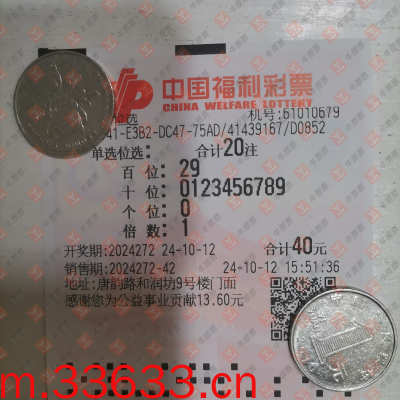 中国福利彩票
CHINA WELFARE LOTTERY
位选 机号:61010679
41-E3B2-DC47-75AD/41439167/D0852
单选位选: 合计20注
百 位: 29
十 位: 0123456789
个 位: 0
倍 数: 1
开奖期:2024272 24-10-12 合计40元
销售期:2024272-42 24-10-12 15:51:36
地址:唐韵路和润坊9号楼门面
感谢您为公益事业贡献13.60元
m.33633.cn